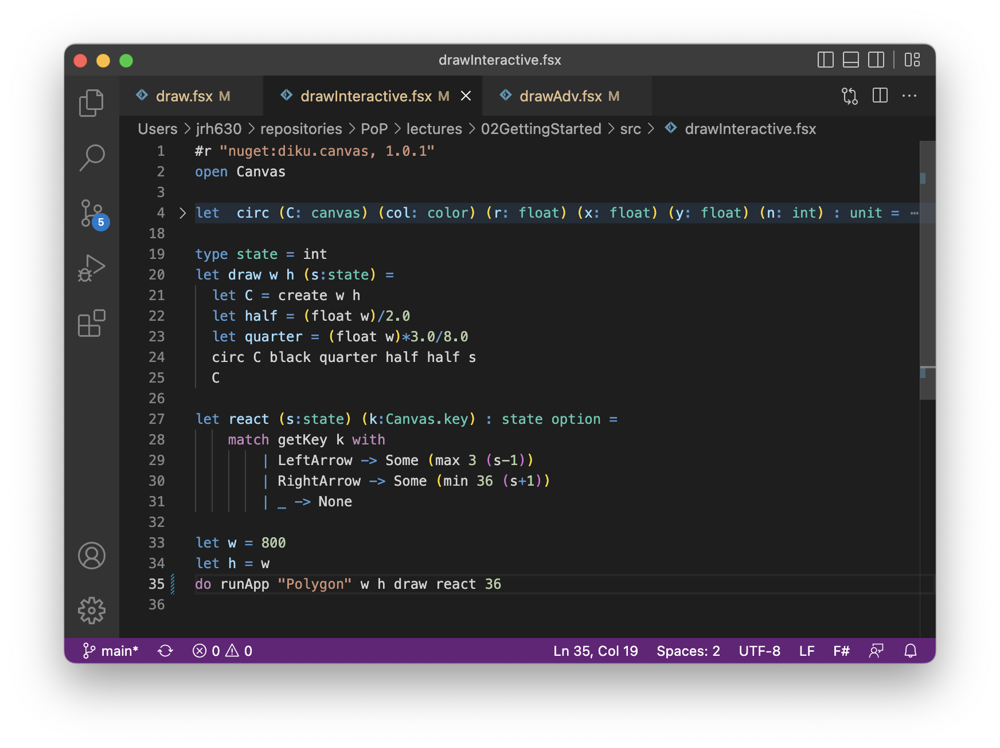 drawInteractive.fsx
draw.fsx M drawInteractive.fsx M drawAdv.fsx M
Users > jrh630 > repositories > PoP > lectures > 02GettingStarted > src > drawInteractive.fsx
1 #r "nuget:diku.canvas, 1.0.1"
2 open Canvas
3
4 let  circ (C: canvas) (col: color) (r: float) (x: float) (y: float) (n: int) : unit = ⋯
18
19 type state = int
20 let draw w h (s:state) =
21   let C = create w h
22   let half = (float w)/2.0
23   let quarter = (float w)*3.0/8.0
24   circ C black quarter half half s
25   C
26
27 let react (s:state) (k:Canvas.key) : state option =
28     match getKey k with
29         | LeftArrow -> Some (max 3 (s-1))
30         | RightArrow -> Some (min 36 (s+1))
31         | _ -> None
32
33 let w = 800
34 let h = w
35 do runApp "Polygon" w h draw react 36
36
5
main* 0 0 Ln 35, Col 19 Spaces: 2 UTF-8 LF F#